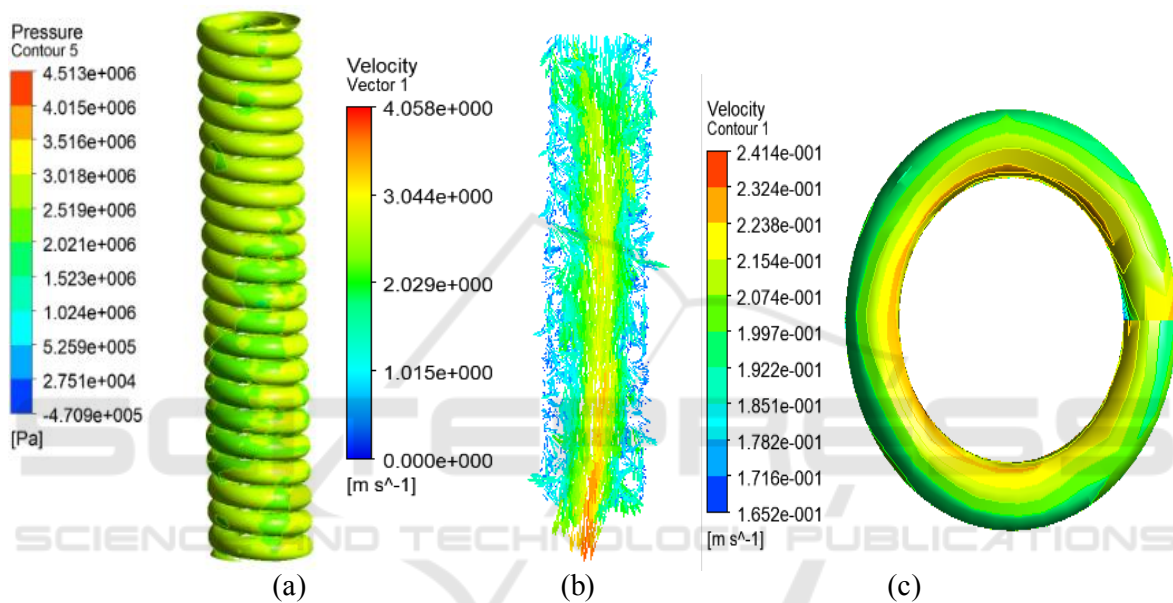 Pressure
Contour 5
4.513e+006
4.015e+006
3.516e+006
3.018e+006
2.519e+006
2.021e+006
1.523e+006
1.024e+006
5.259e+005
2.751e+004
-4.709e+005
[Pa]
Velocity
Vector 1
4.058e+000
3.044e+000
2.029e+000
1.015e+000
0.000e+000
[m s^-1]
Velocity
Contour 1
2.414e-001
2.324e-001
2.238e-001
2.154e-001
2.074e-001
1.997e-001
1.922e-001
1.851e-001
1.782e-001
1.716e-001
1.652e-001
[m s^-1]
SCITEPRESS
SCIENCE AND TECHNOLOGY PUBLICATIONS
(a)
(b)
(c)